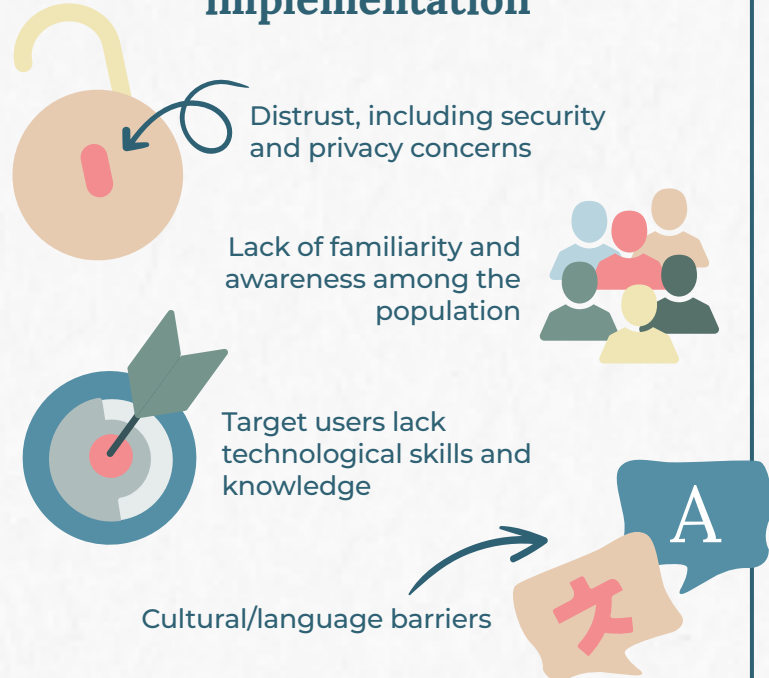 implementation
Distrust, including security
and privacy concerns
Lack of familiarity and
awareness among the
population
Target users lack
technological skills and
knowledge
A
Cultural/language barriers